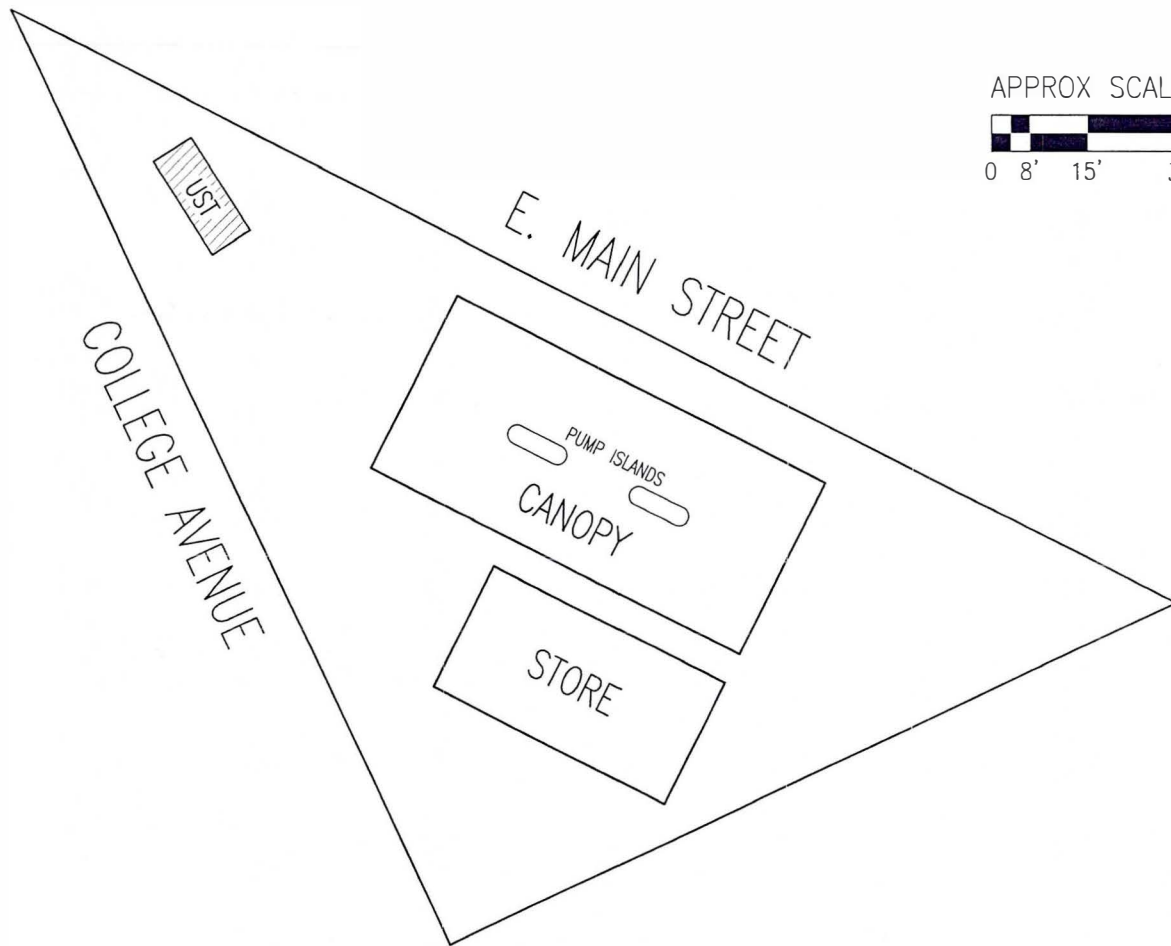 APPROX SCAL
0 8' 15'
E. MAIN STREET
UST
COLLEGE AVENUE
PUMP ISLANDS
CANOPY
STORE